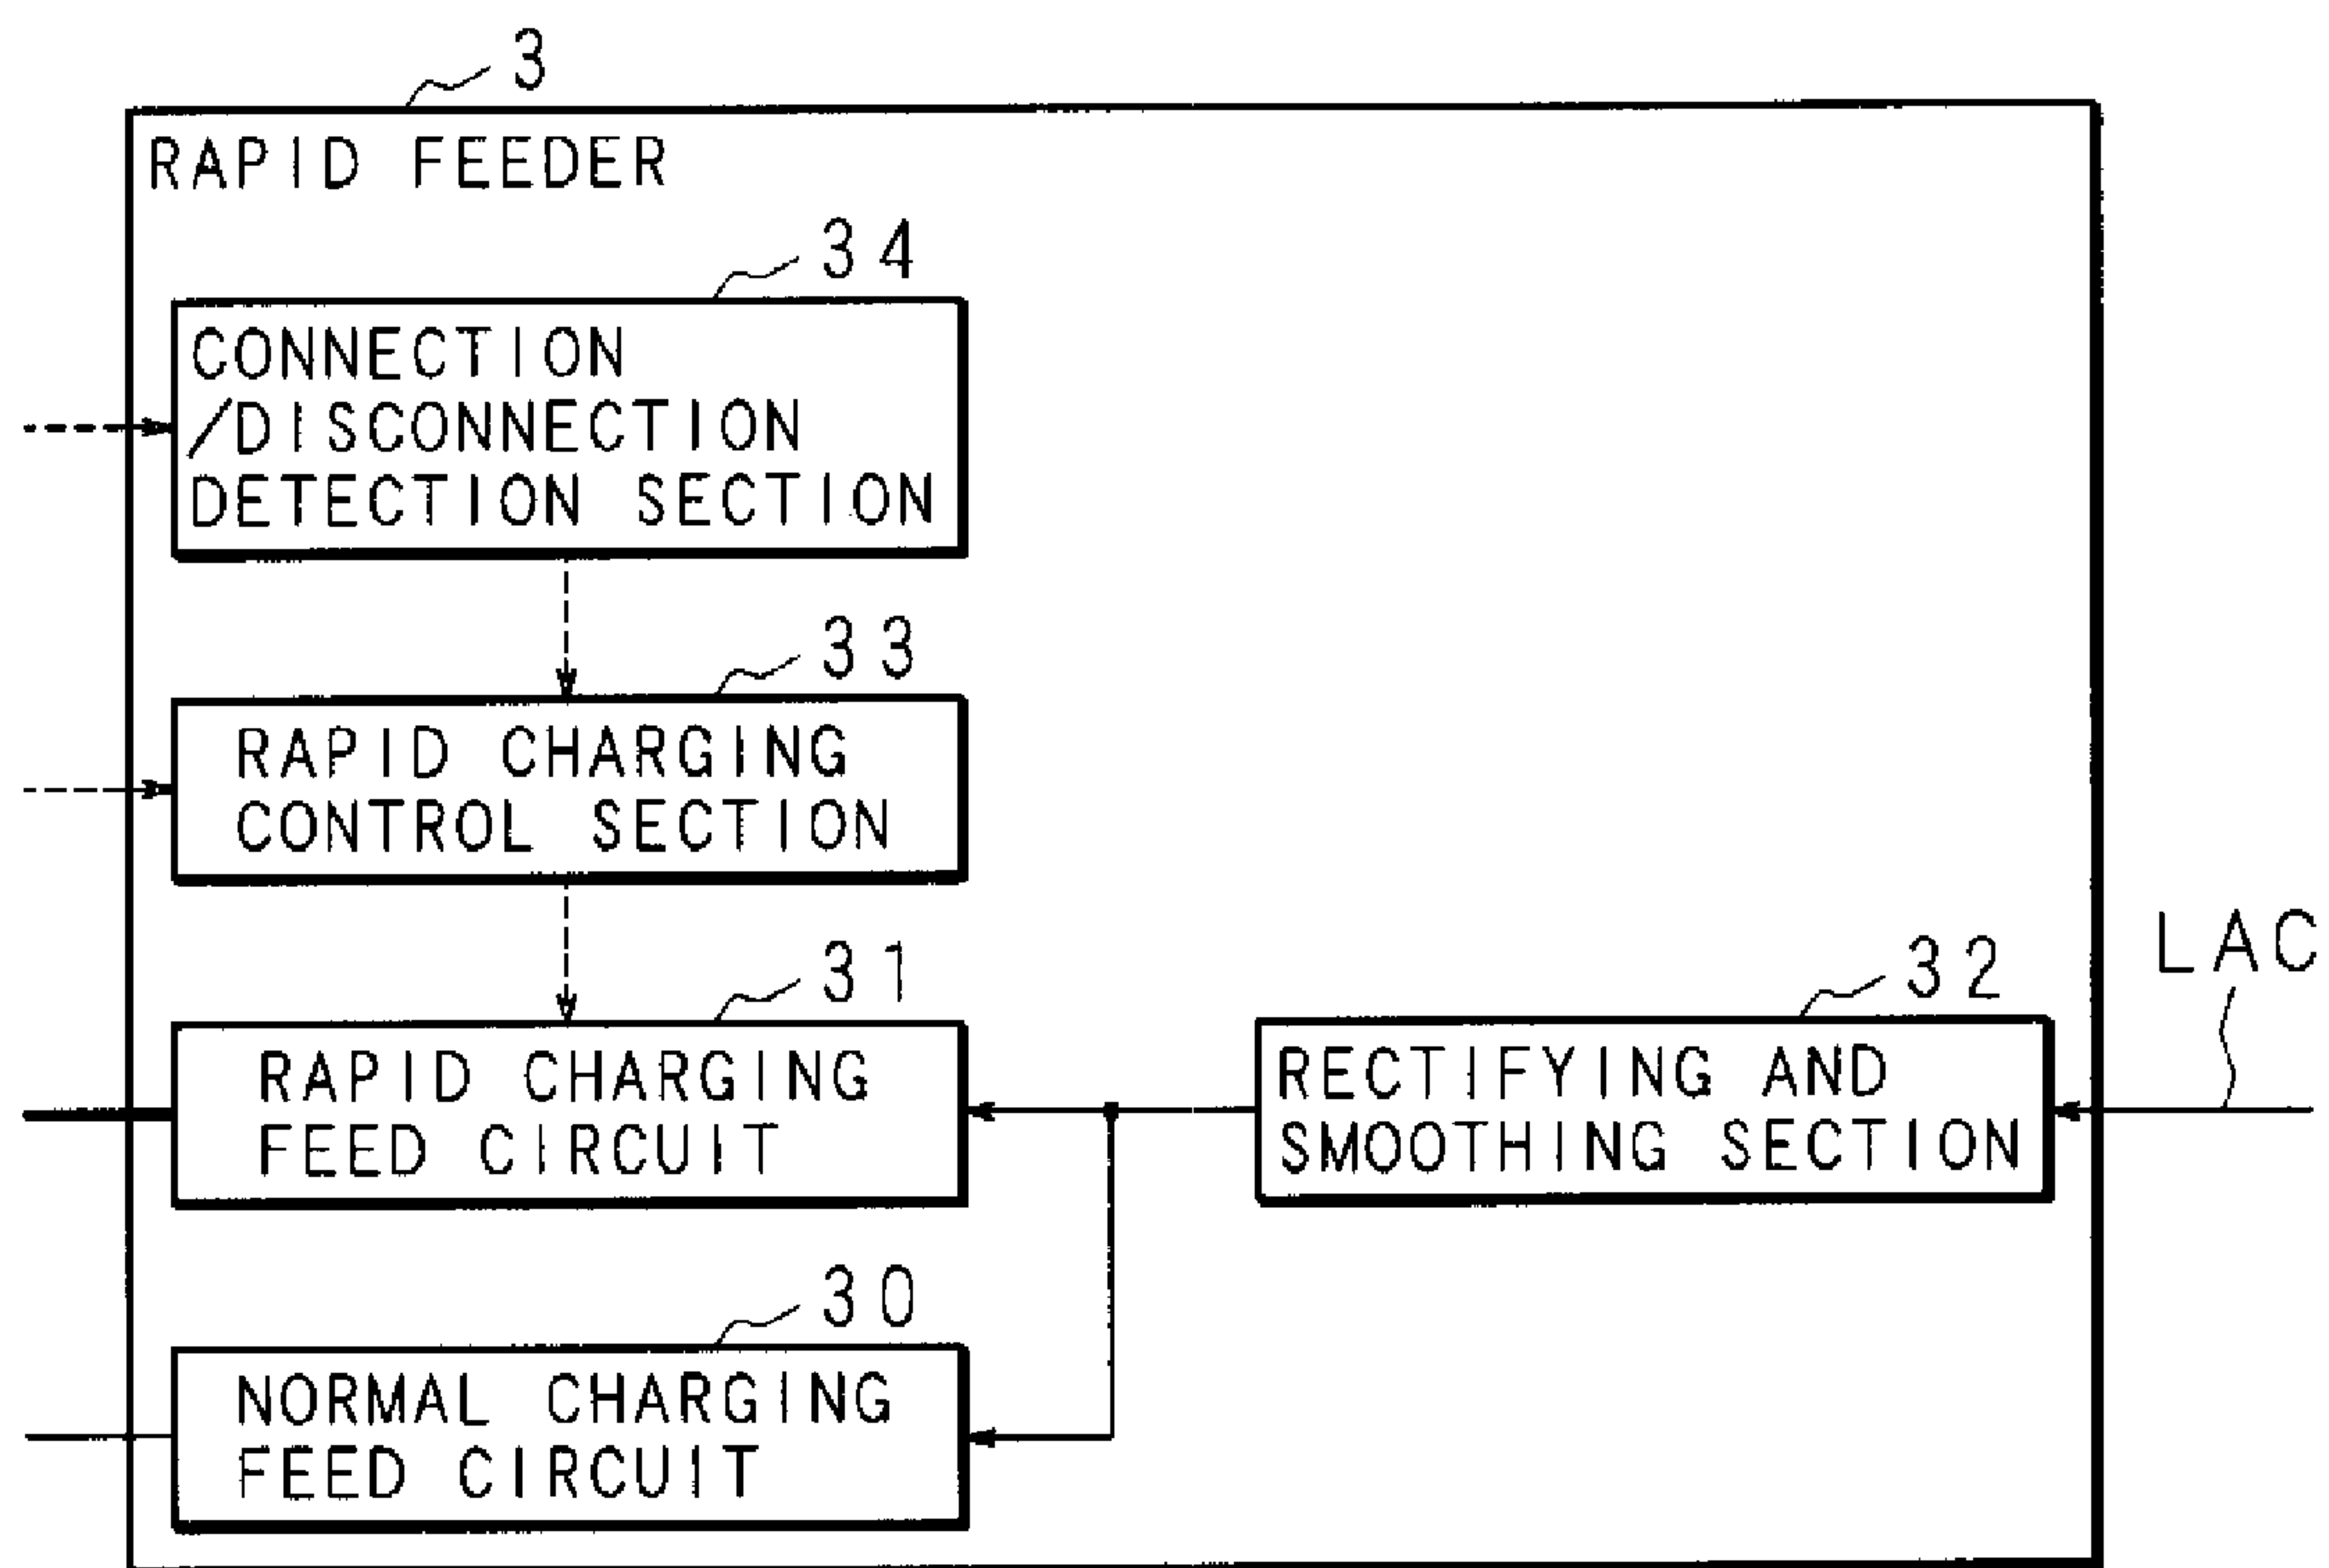 3
RAPID FEEDER
34
CONNECTION
/DISCONNECTION
DETECTION SECTION
33
RAPID CHARGING
CONTROL SECTION
31
RAPID CHARGING
FEED CIRCUIT
32
RECTIFYING AND
SMOOTHING SECTION
LAC
30
NORMAL CHARGING
FEED CIRCUIT